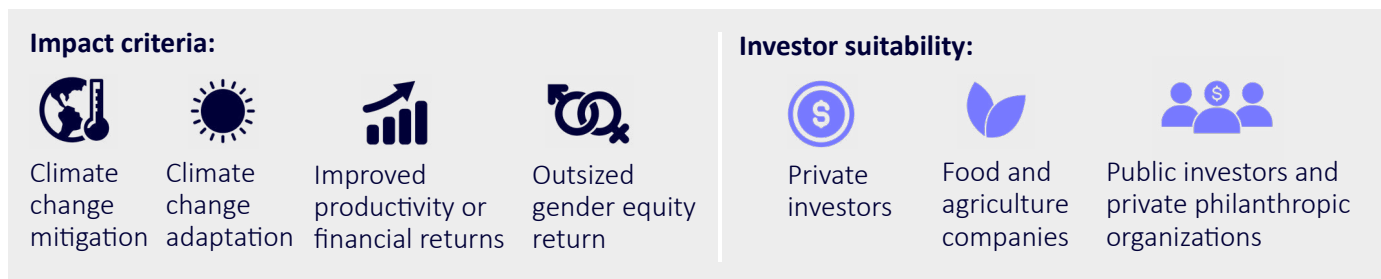 Impact criteria:
Climate
change
mitigation
Climate
change
adaptation
Improved
productivity or
financial returns
Outsized
gender equity
return
Investor suitability:
$
Private
investors
Food and
agriculture
companies
$
Public investors and
private philanthropic
organizations